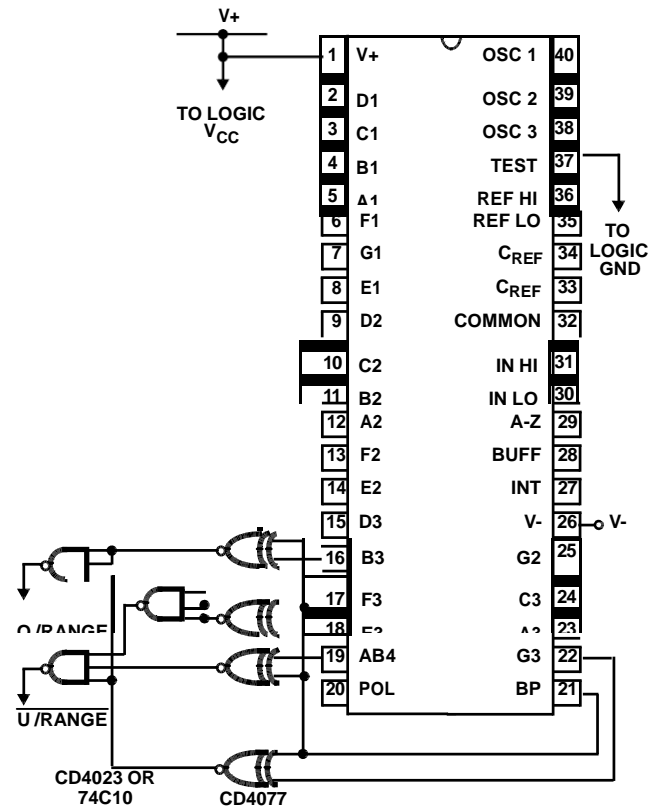 V+
TO LOGIC
VCC
1 V+ OSC 1 40
2 D1 OSC 2 39
3 C1 OSC 3 38
4 B1 TEST 37
5 A1 REF HI 36
6 F1 REF LO 35
7 G1 CREF 34
8 E1 CREF 33
9 D2 COMMON 32
10 C2 IN HI 31
11 B2 IN LO 30
12 A2 A-Z 29
13 F2 BUFF 28
14 E2 INT 27
15 D3 V- 26 V-
16 B3 G2 25
17 F3 C3 24
18 E3 A3 23
19 AB4 G3 22
20 POL BP 21
TO
LOGIC
GND
O /RANGE
U /RANGE
CD4023 OR
74C10
CD4077